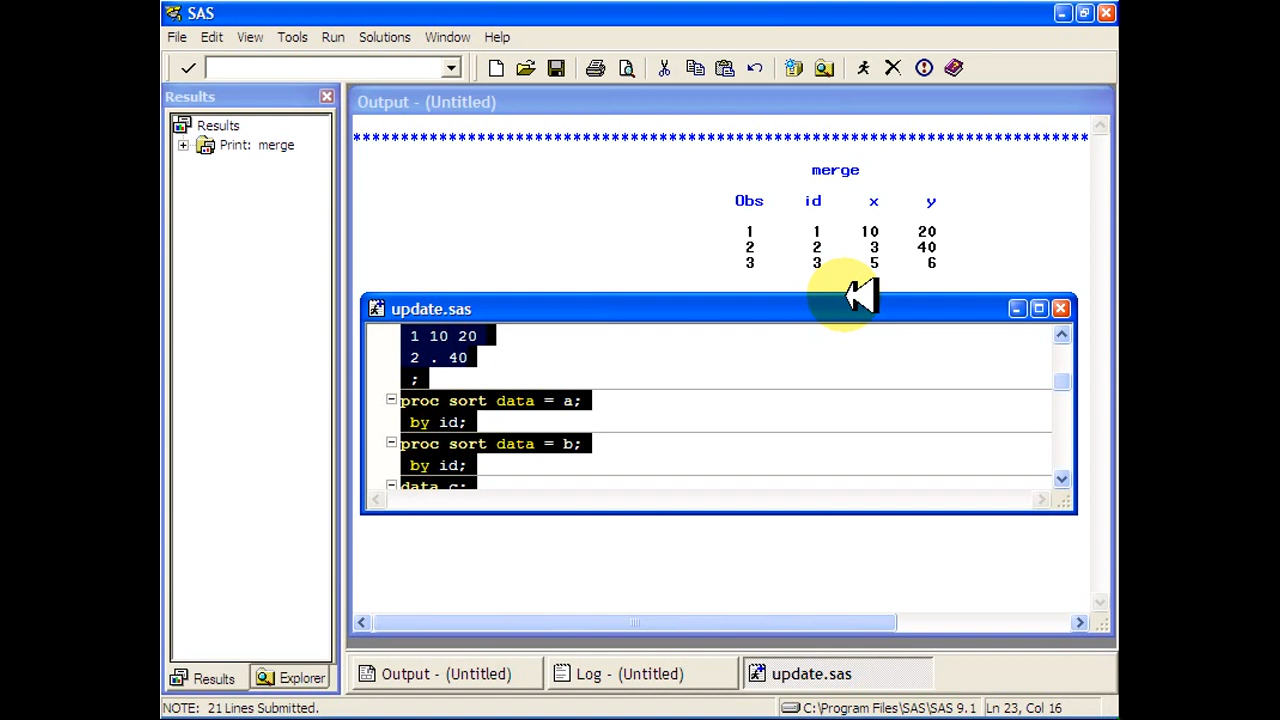 SAS
File Edit View Tools Run Solutions Window Help
Results
Results
Print: merge
Output - (Untitled)
********************************************************************************
merge
Obs id x y
1 1 10 20
2 2 3 40
3 3 5 6
update.sas
1 10 20
2 . 40
;
proc sort data = a;
by id;
proc sort data = b;
by id;
data c;
Results Explorer
Output - (Untitled) Log - (Untitled) update.sas
NOTE: 21 Lines Submitted. C:\Program Files\SAS\SAS 9.1 Ln 23, Col 16